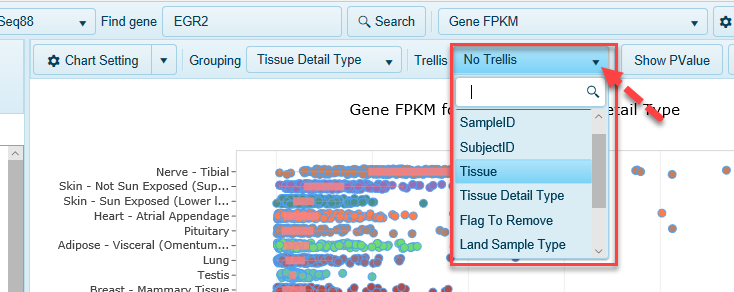 Seq88 Find gene EGR2 Search Gene FPKM
Chart Setting Grouping Tissue Detail Type Trellis No Trellis Show PValue
Gene FPKM fo etail Type
SampleID
SubjectID
Tissue
Tissue Detail Type
Flag To Remove
Land Sample Type
Nerve - Tibial
Skin - Not Sun Exposed (Sup...
Skin - Sun Exposed (Lower l...
Heart - Atrial Appendage
Pituitary
Adipose - Visceral (Omentum...
Lung
Testis
Breast - Mammary Tissue